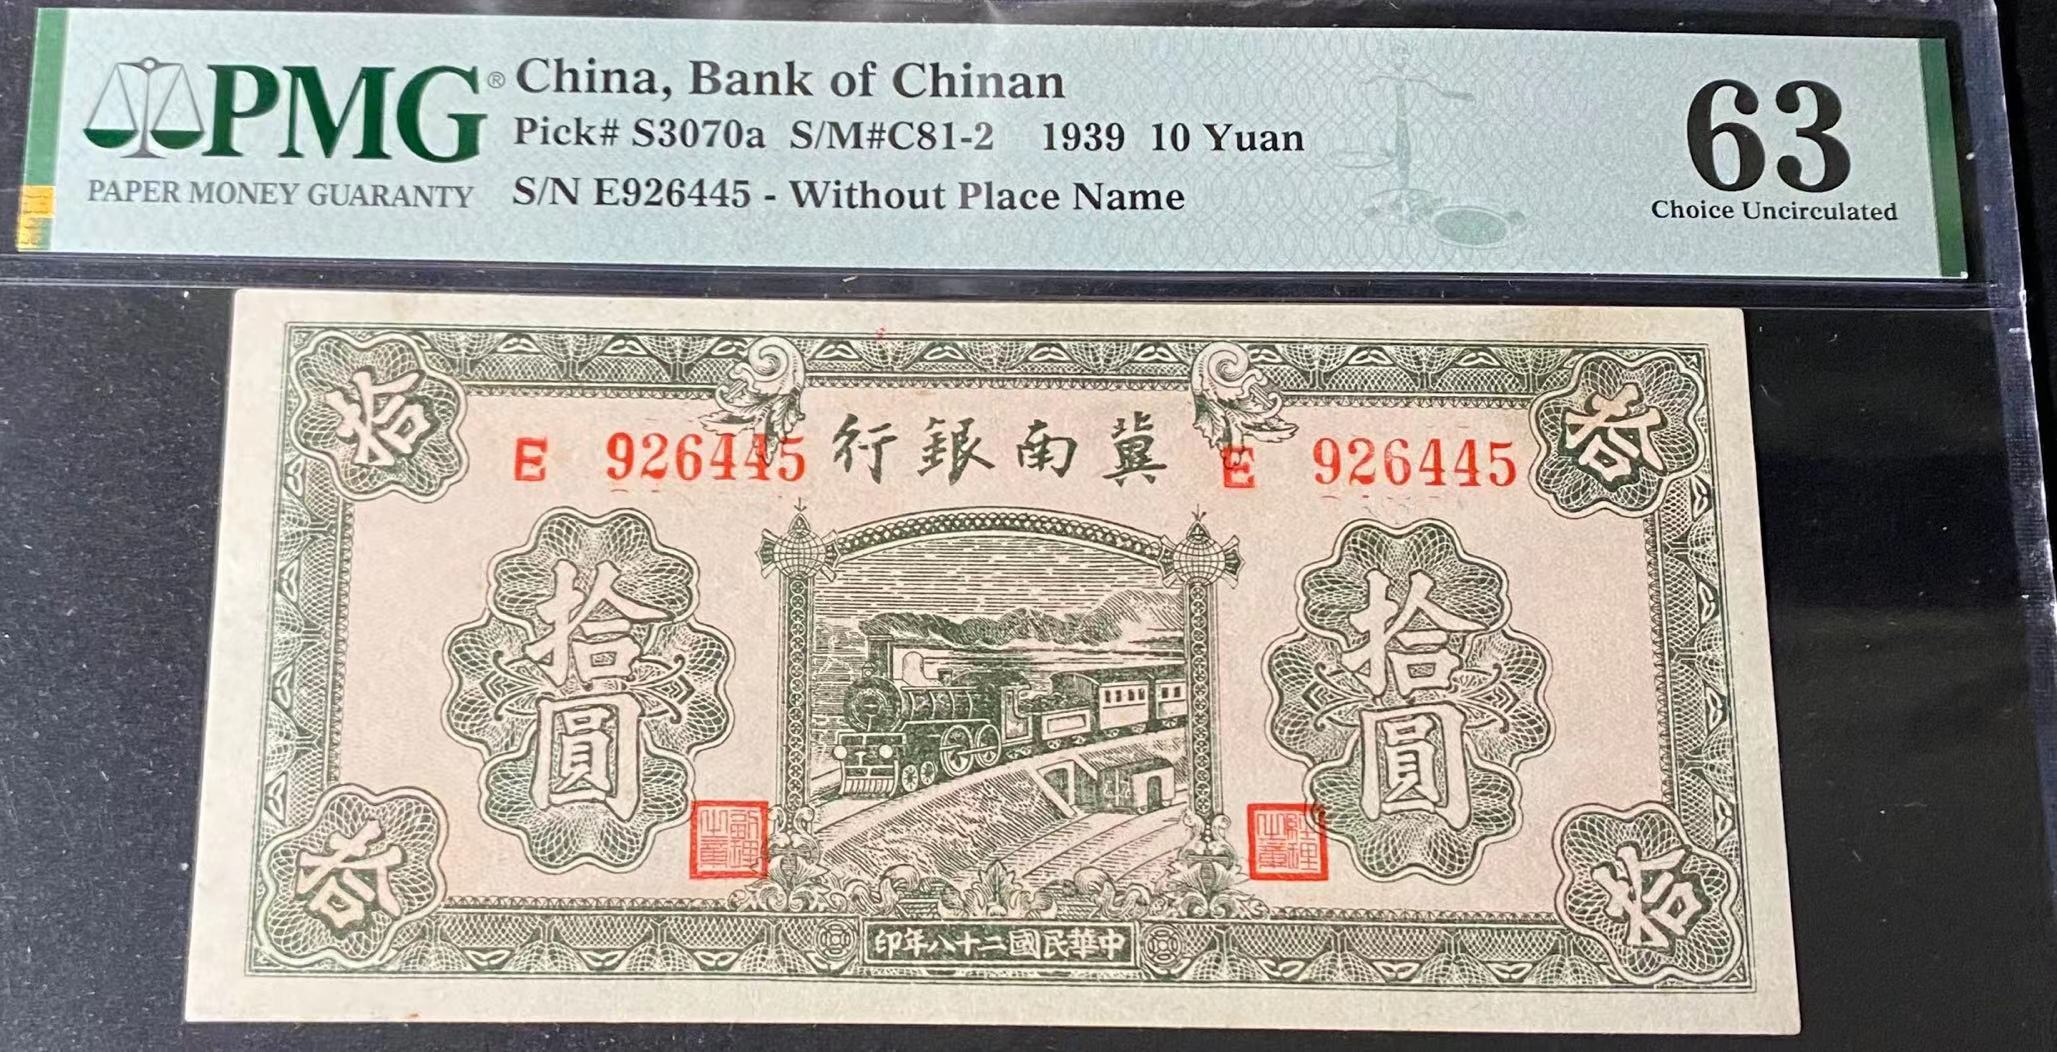 PMG® China, Bank of Chinan
Pick# S3070a S/M#C81-2 1939 10 Yuan
63
PAPER MONEY GUARANTY S/N E926445 - Without Place Name
Choice Uncirculated
拾 拾
E 926445 行銀南冀 E 926445
拾圓 拾圓
拾 拾
印年八十二國民華中